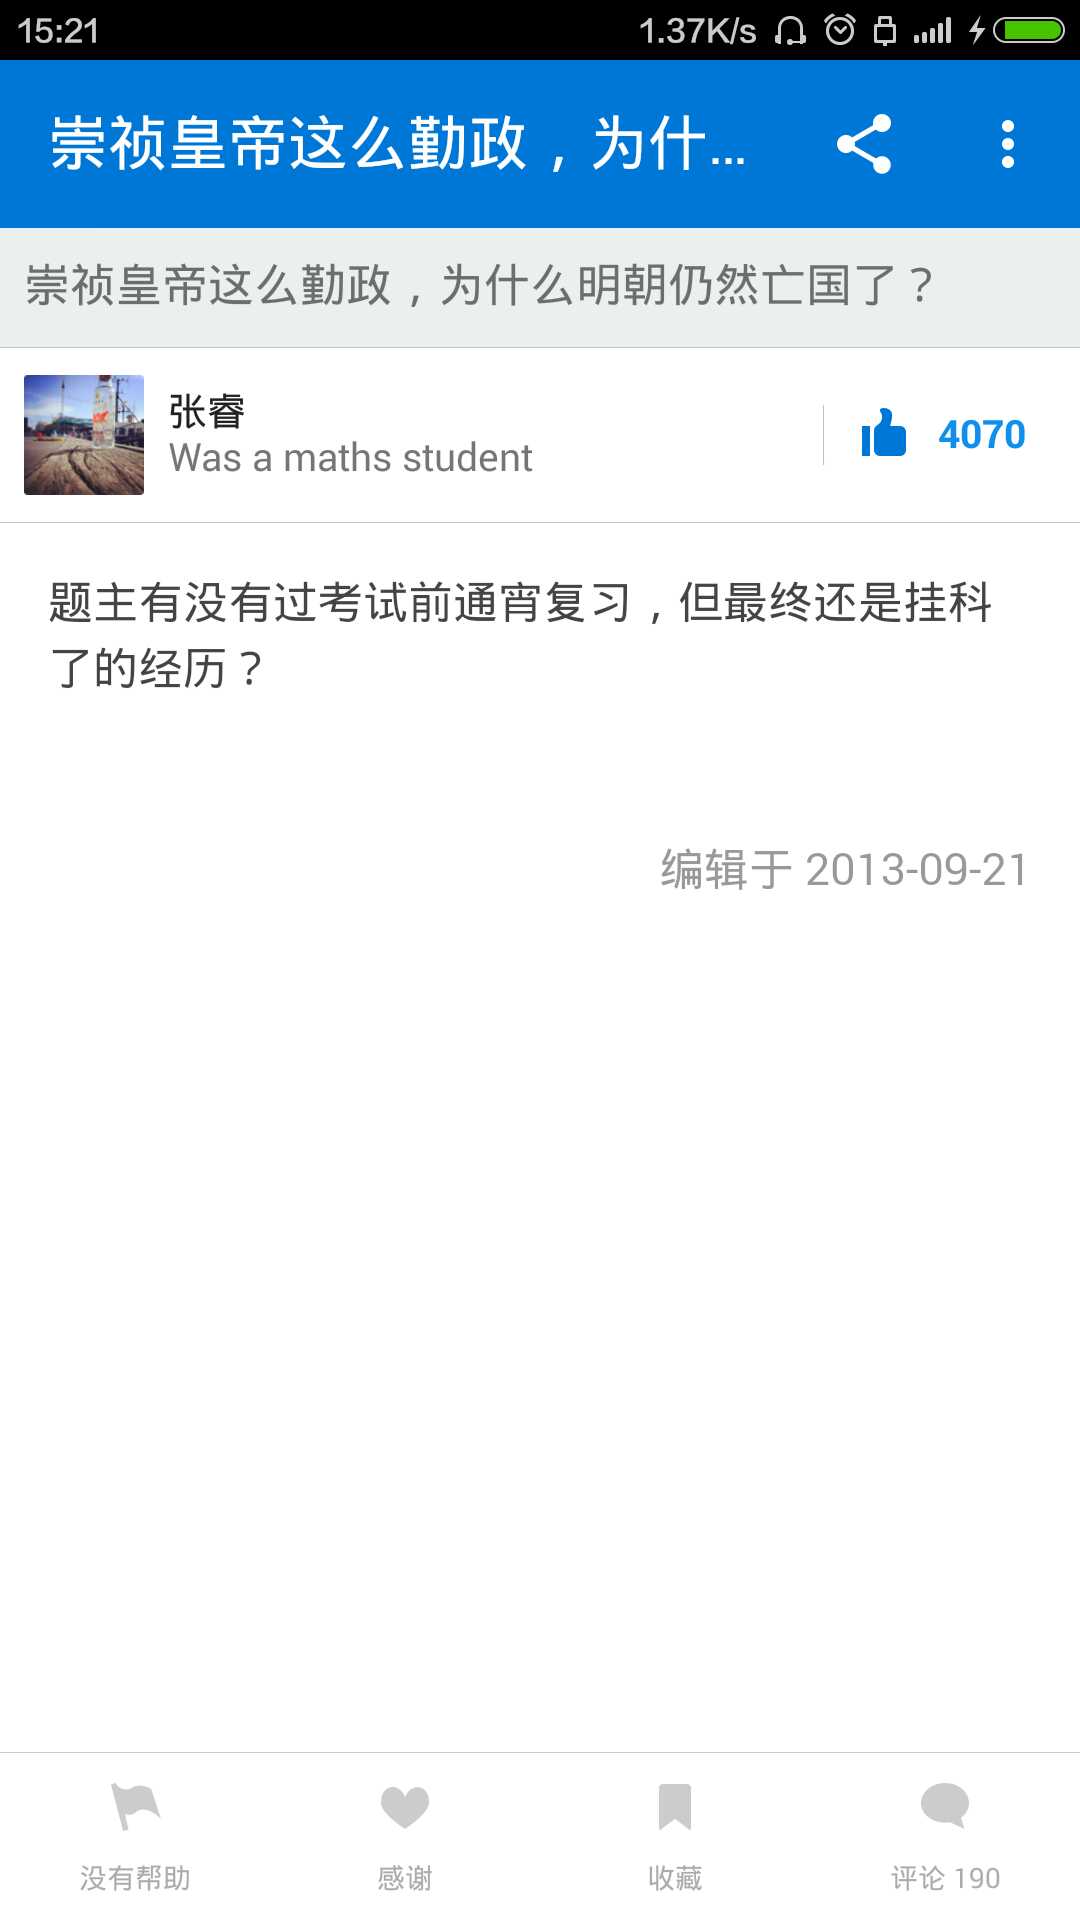 15:21
1.37K/s
崇祯皇帝这么勤政，为什...
崇祯皇帝这么勤政，为什么明朝仍然亡国了？
张睿
Was a maths student
4070
题主有没有过考试前通宵复习，但最终还是挂科
了的经历？
编辑于 2013-09-21
没有帮助
感谢
收藏
评论 190